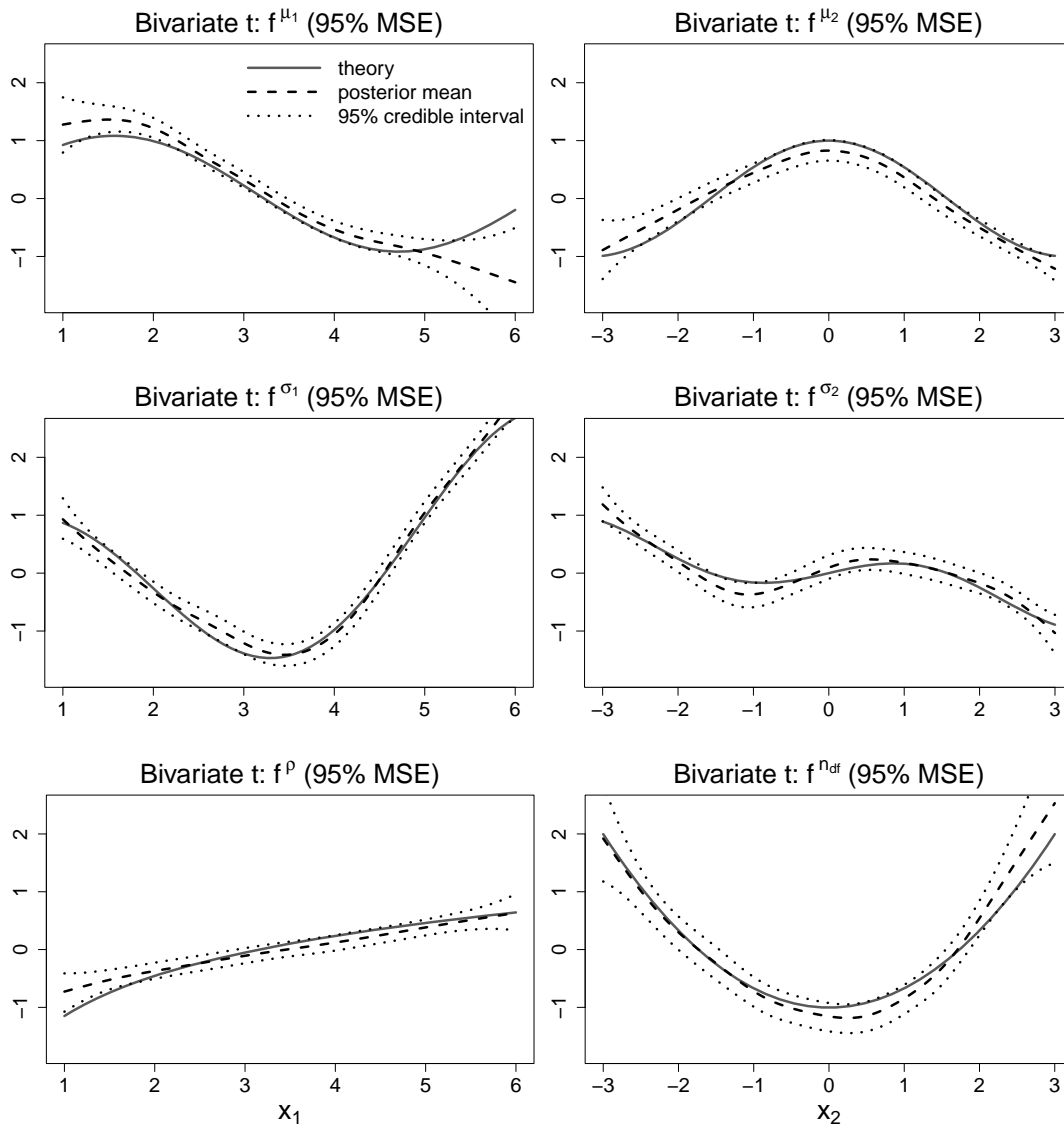 Bivariate t: f^μ₁ (95% MSE)
2
1
0
−1
theory
posterior mean
95% credible interval
1 2 3 4 5 6
Bivariate t: f^μ₂ (95% MSE)
2
1
0
−1
−3 −2 −1 0 1 2 3
Bivariate t: f^σ₁ (95% MSE)
2
1
0
−1
1 2 3 4 5 6
Bivariate t: f^σ₂ (95% MSE)
2
1
0
−1
−3 −2 −1 0 1 2 3
Bivariate t: f^ρ (95% MSE)
2
1
0
−1
1 2 3 4 5 6
x₁
Bivariate t: f^n_df (95% MSE)
2
1
0
−1
−3 −2 −1 0 1 2 3
x₂